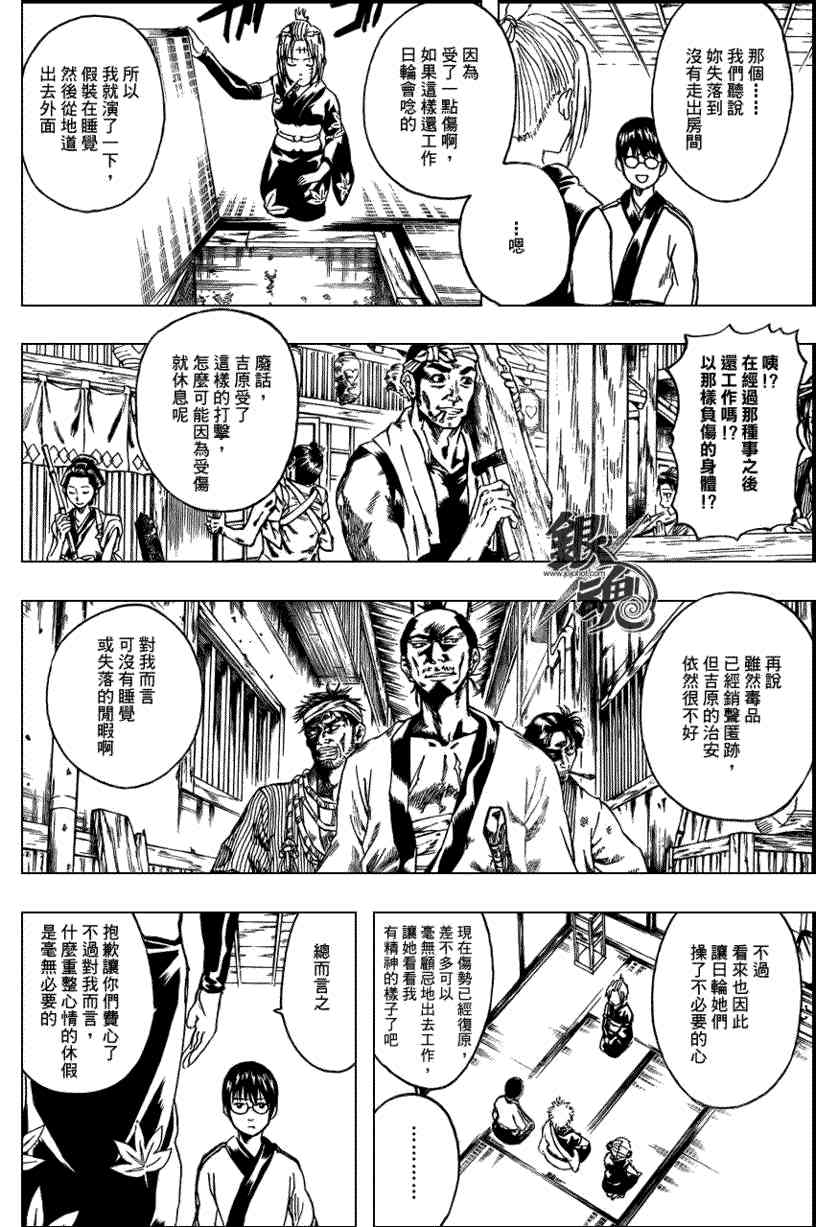 那個……
我們聽說
妳失落到
沒有走出房間
…嗯
因為
受了一點傷啊，
如果這樣還工作
日輪會唸的
所以
我就演了一下，
假裝在睡覺
然後從地道
出去外面
咦!?
在經過那種事之後
還工作嗎!?
以那樣負傷的身體!?
廢話，
吉原受了
這樣的打擊，
怎麼可能因為受傷
就休息呢
銀魂
www.jojohot.com
再說
雖然毒品
已經銷聲匿跡，
但吉原的治安
依然很不好
對我而言
可沒有睡覺
或失落的閒暇啊
不過
看來也因此
讓日輪她們
操了不必要的心
現在傷勢已經復原，
差不多可以
毫無顧忌地出去工作，
讓她看看我
有精神的樣子了吧
…………
總而言之
抱歉讓你們費心了
不過對我而言，
什麼重整心情的休假
是毫無必要的